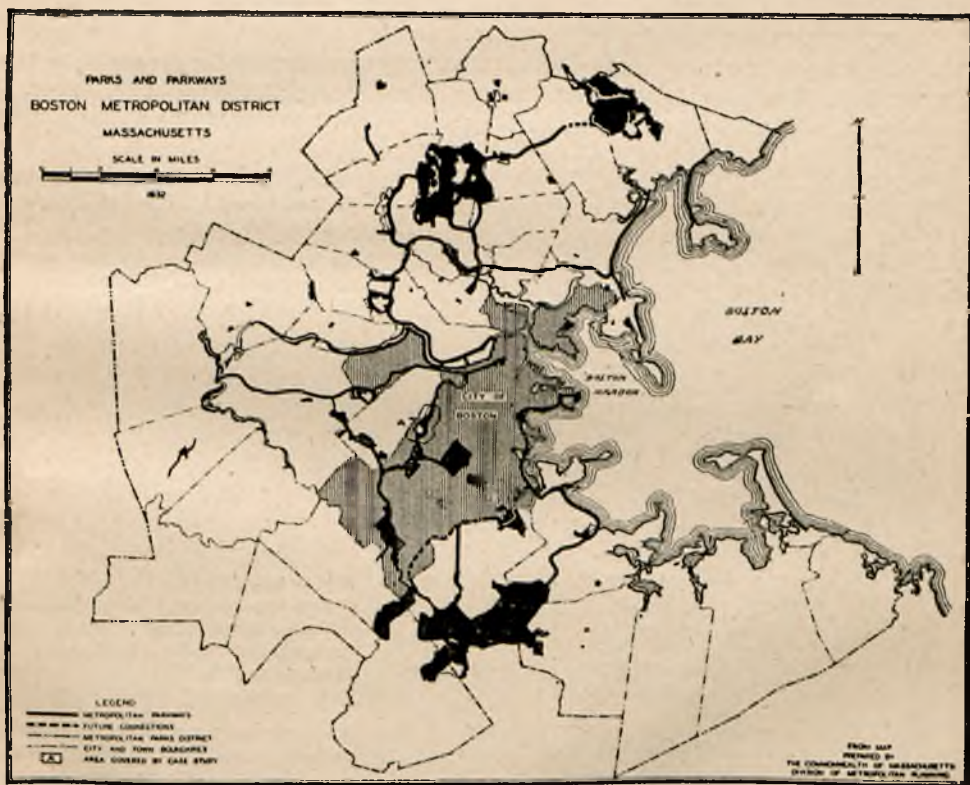 PARKS AND PARKWAYS
BOSTON METROPOLITAN DISTRICT
MASSACHUSETTS
SCALE IN MILES
1932
BOSTON
BAY
BOSTON
HARBOR
CITY OF
BOSTON
LEGEND
METROPOLITAN PARKWAYS
FUTURE CONNECTIONS
METROPOLITAN PARKS DISTRICT
CITY AND TOWN BOUNDARIES
A AREA COVERED BY CASE STUDY
FROM MAP
PREPARED BY
THE COMMONWEALTH OF MASSACHUSETTS
DIVISION OF METROPOLITAN PLANNING